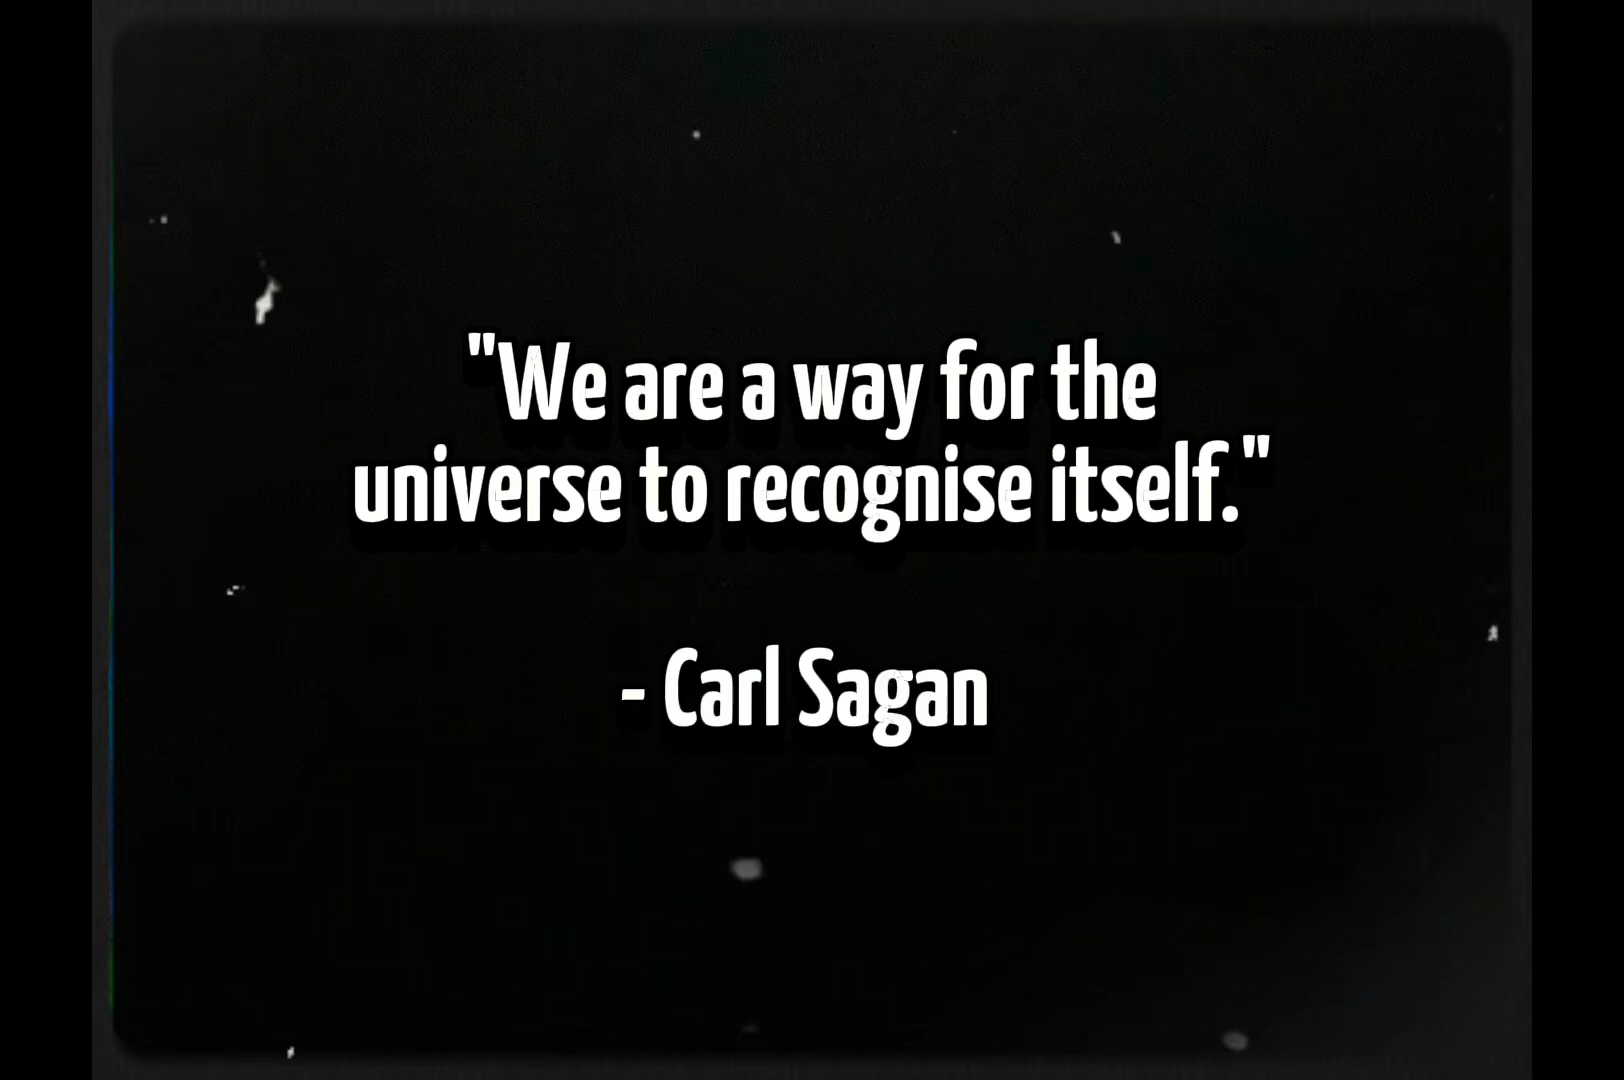 "We are a way for the
universe to recognise itself."
- Carl Sagan